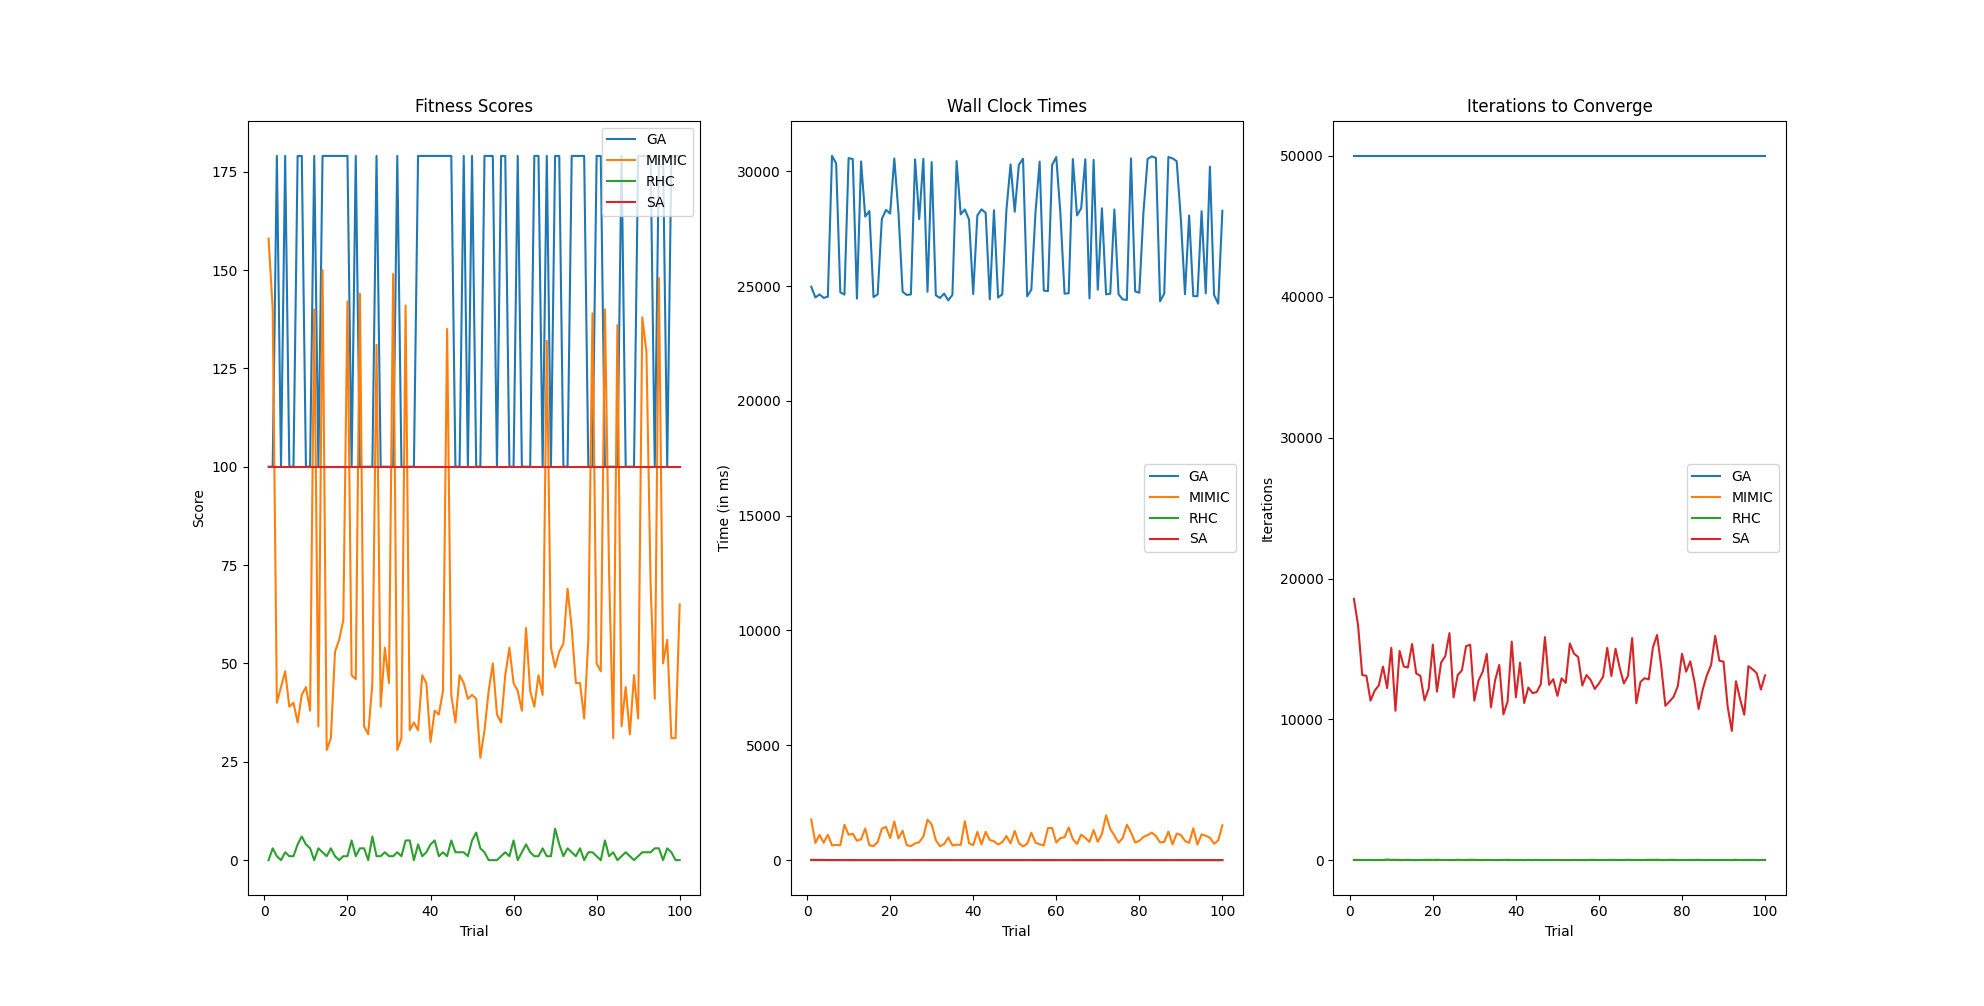 Fitness Scores
GA
MIMIC
RHC
SA
175
150
125
100
75
50
25
0
Score
0 20 40 60 80 100
Trial
Wall Clock Times
GA
MIMIC
RHC
SA
30000
25000
20000
15000
10000
5000
0
Time (in ms)
0 20 40 60 80 100
Trial
Iterations to Converge
GA
MIMIC
RHC
SA
50000
40000
30000
20000
10000
0
Iterations
0 20 40 60 80 100
Trial